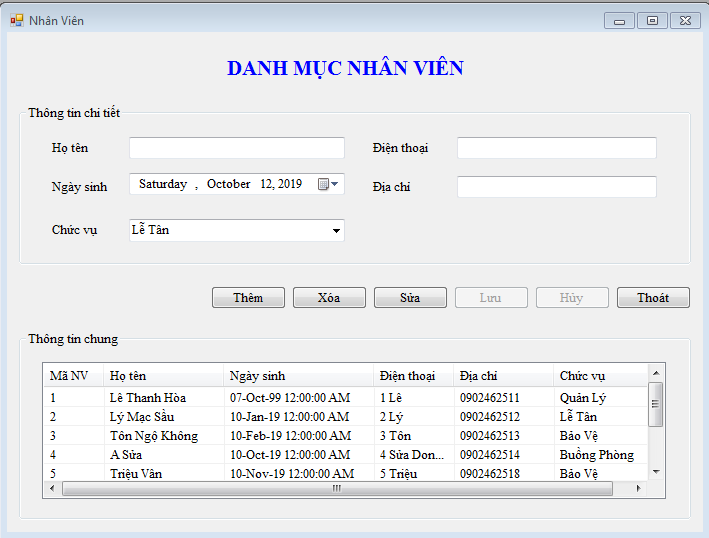 Nhân Viên
DANH MỤC NHÂN VIÊN
Thông tin chi tiết
Họ tên
Điện thoại
Ngày sinh Saturday , October 12, 2019
Địa chỉ
Chức vụ Lễ Tân
Thêm Xóa Sửa Lưu Hủy Thoát
Thông tin chung
Mã NV Họ tên Ngày sinh Điện thoại Địa chỉ Chức vụ
1 Lê Thanh Hòa 07-Oct-99 12:00:00 AM 1 Lê 0902462511 Quản Lý
2 Lý Mạc Sầu 10-Jan-19 12:00:00 AM 2 Lý 0902462512 Lễ Tân
3 Tôn Ngộ Không 10-Feb-19 12:00:00 AM 3 Tôn 0902462513 Bảo Vệ
4 A Sửa 10-Oct-19 12:00:00 AM 4 Sửa Don... 0902462514 Buồng Phòng
5 Triệu Vân 10-Nov-19 12:00:00 AM 5 Triệu 0902462518 Bảo Vệ